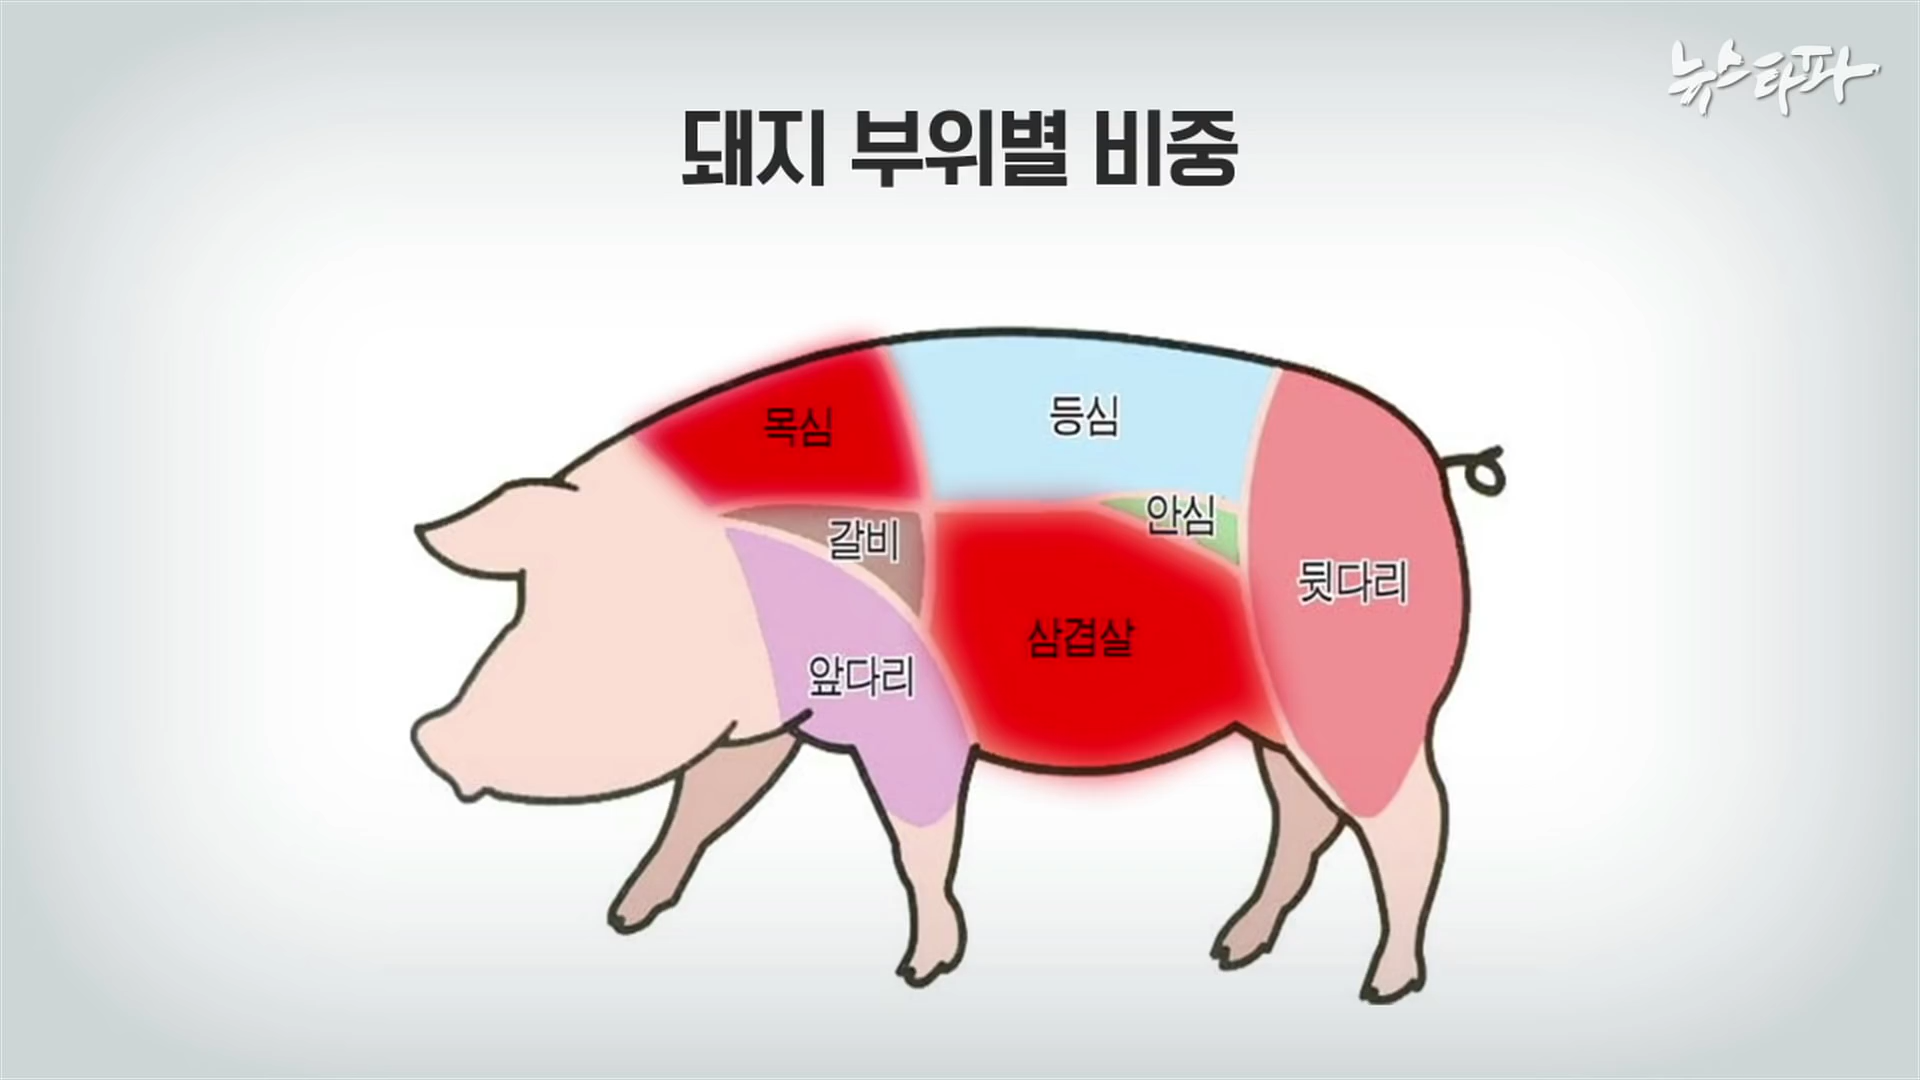 뉴스타파
돼지 부위별 비중
목심
등심
안심
갈비
뒷다리
삼겹살
앞다리